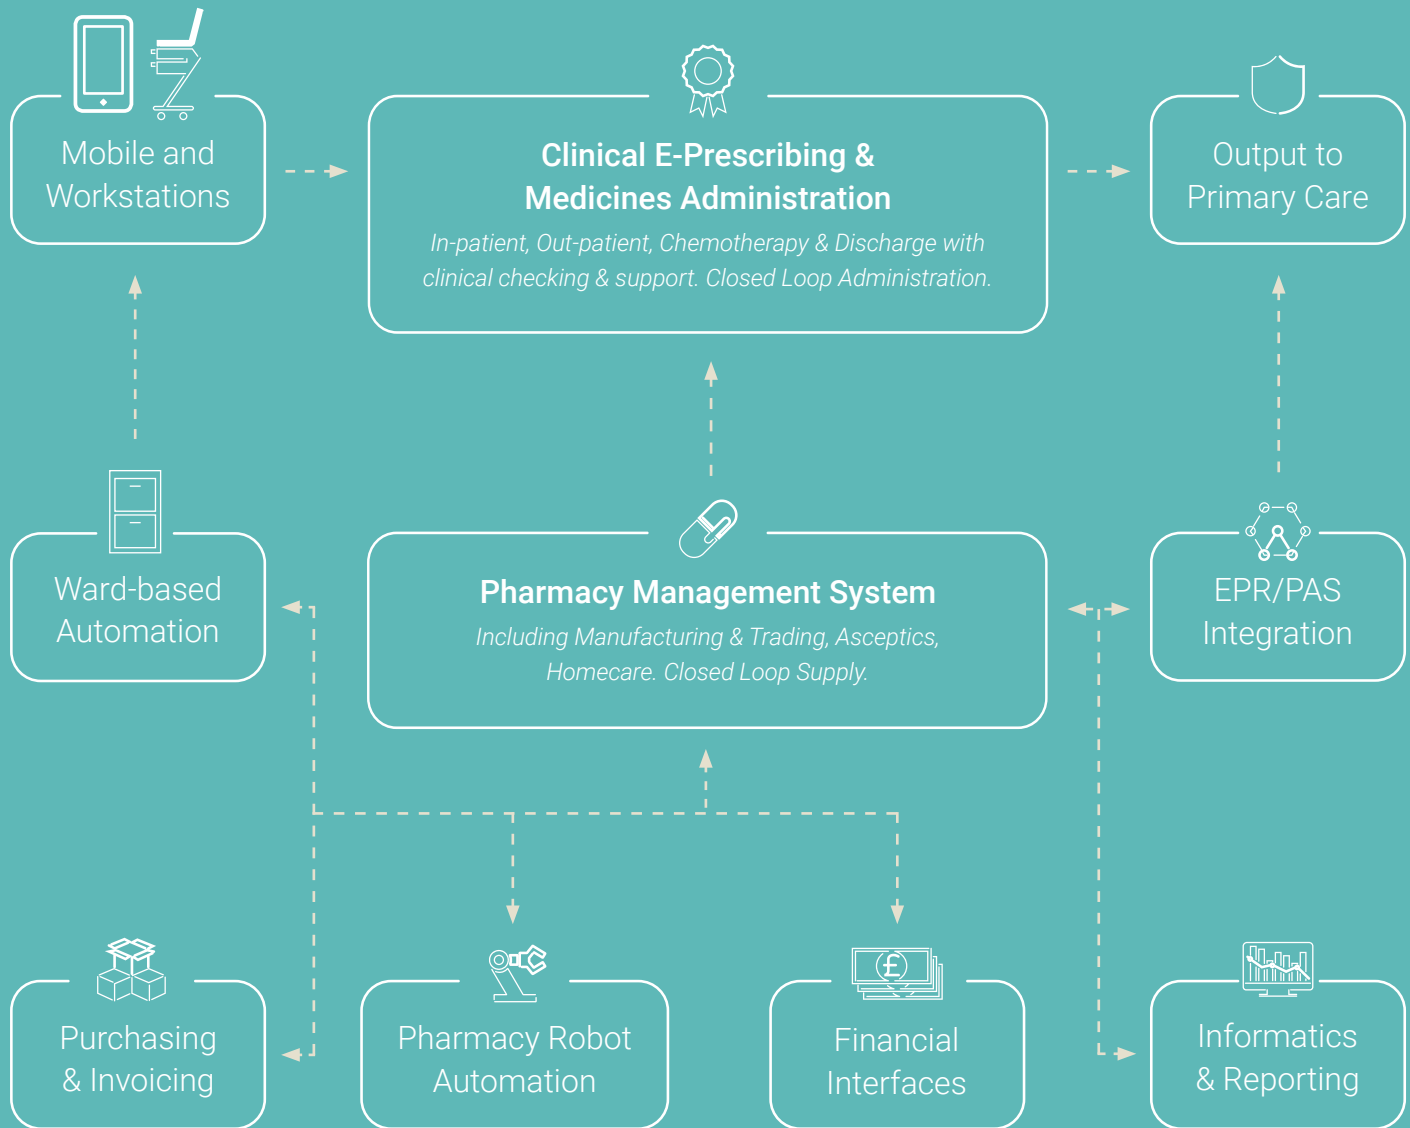 Mobile and
Workstations
Clinical E-Prescribing &
Medicines Administration
In-patient, Out-patient, Chemotherapy & Discharge with
clinical checking & support. Closed Loop Administration.
Output to
Primary Care
Ward-based
Automation
Pharmacy Management System
Including Manufacturing & Trading, Asceptics,
Homecare. Closed Loop Supply.
EPR/PAS
Integration
Purchasing
& Invoicing
Pharmacy Robot
Automation
£
Financial
Interfaces
Informatics
& Reporting